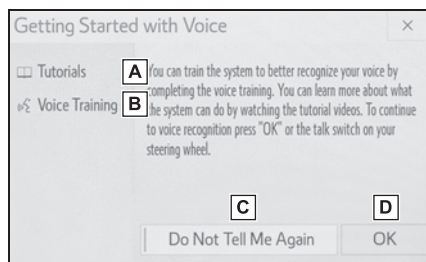 Getting Started with Voice ×
Tutorials
Voice Training
A
B
You can train the system to better recognize your voice by
completing the voice training. You can learn more about what
the system can do by watching the tutorial videos. To continue
to voice recognition press "OK" or the talk switch on your
steering wheel.
C
D
Do Not Tell Me Again
OK